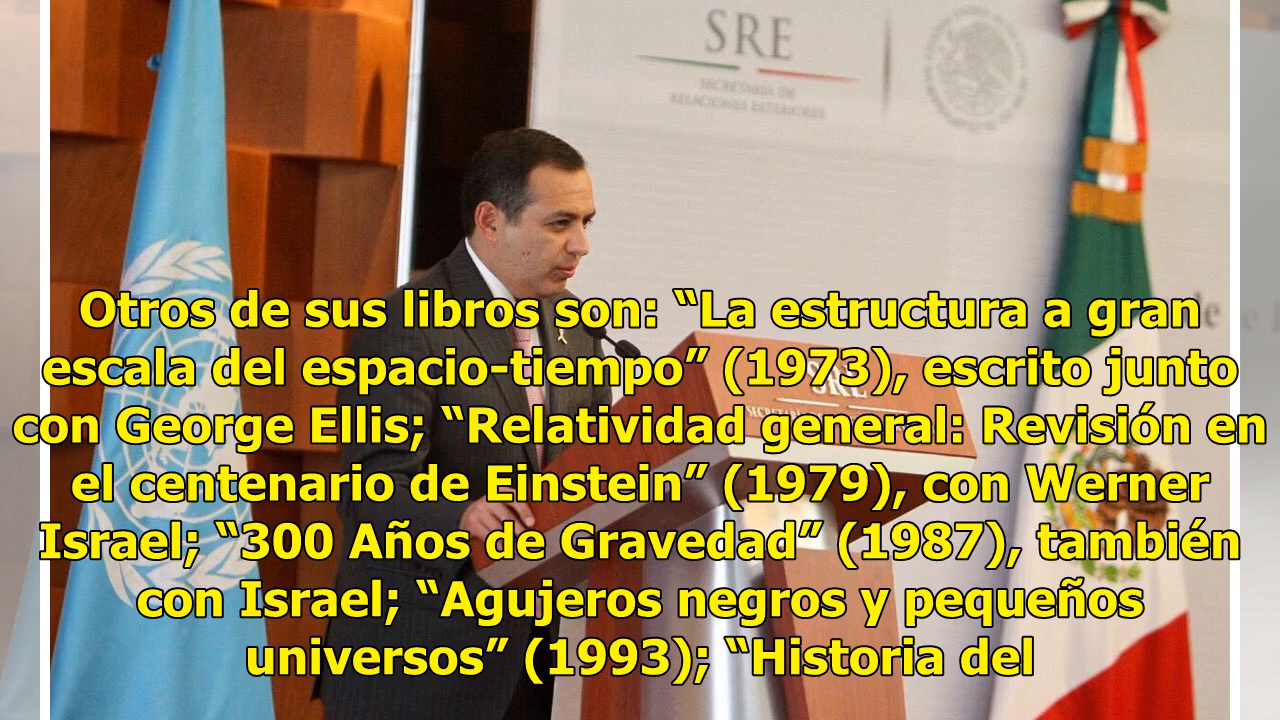 SRE
SECRETARÍA DE
RELACIONES EXTERIORES
Otros de sus libros son: “La estructura a gran
escala del espacio-tiempo” (1973), escrito junto
con George Ellis; “Relatividad general: Revisión en
el centenario de Einstein” (1979), con Werner
Israel; “300 Años de Gravedad” (1987), también
con Israel; “Agujeros negros y pequeños
universos” (1993); “Historia del
SRE